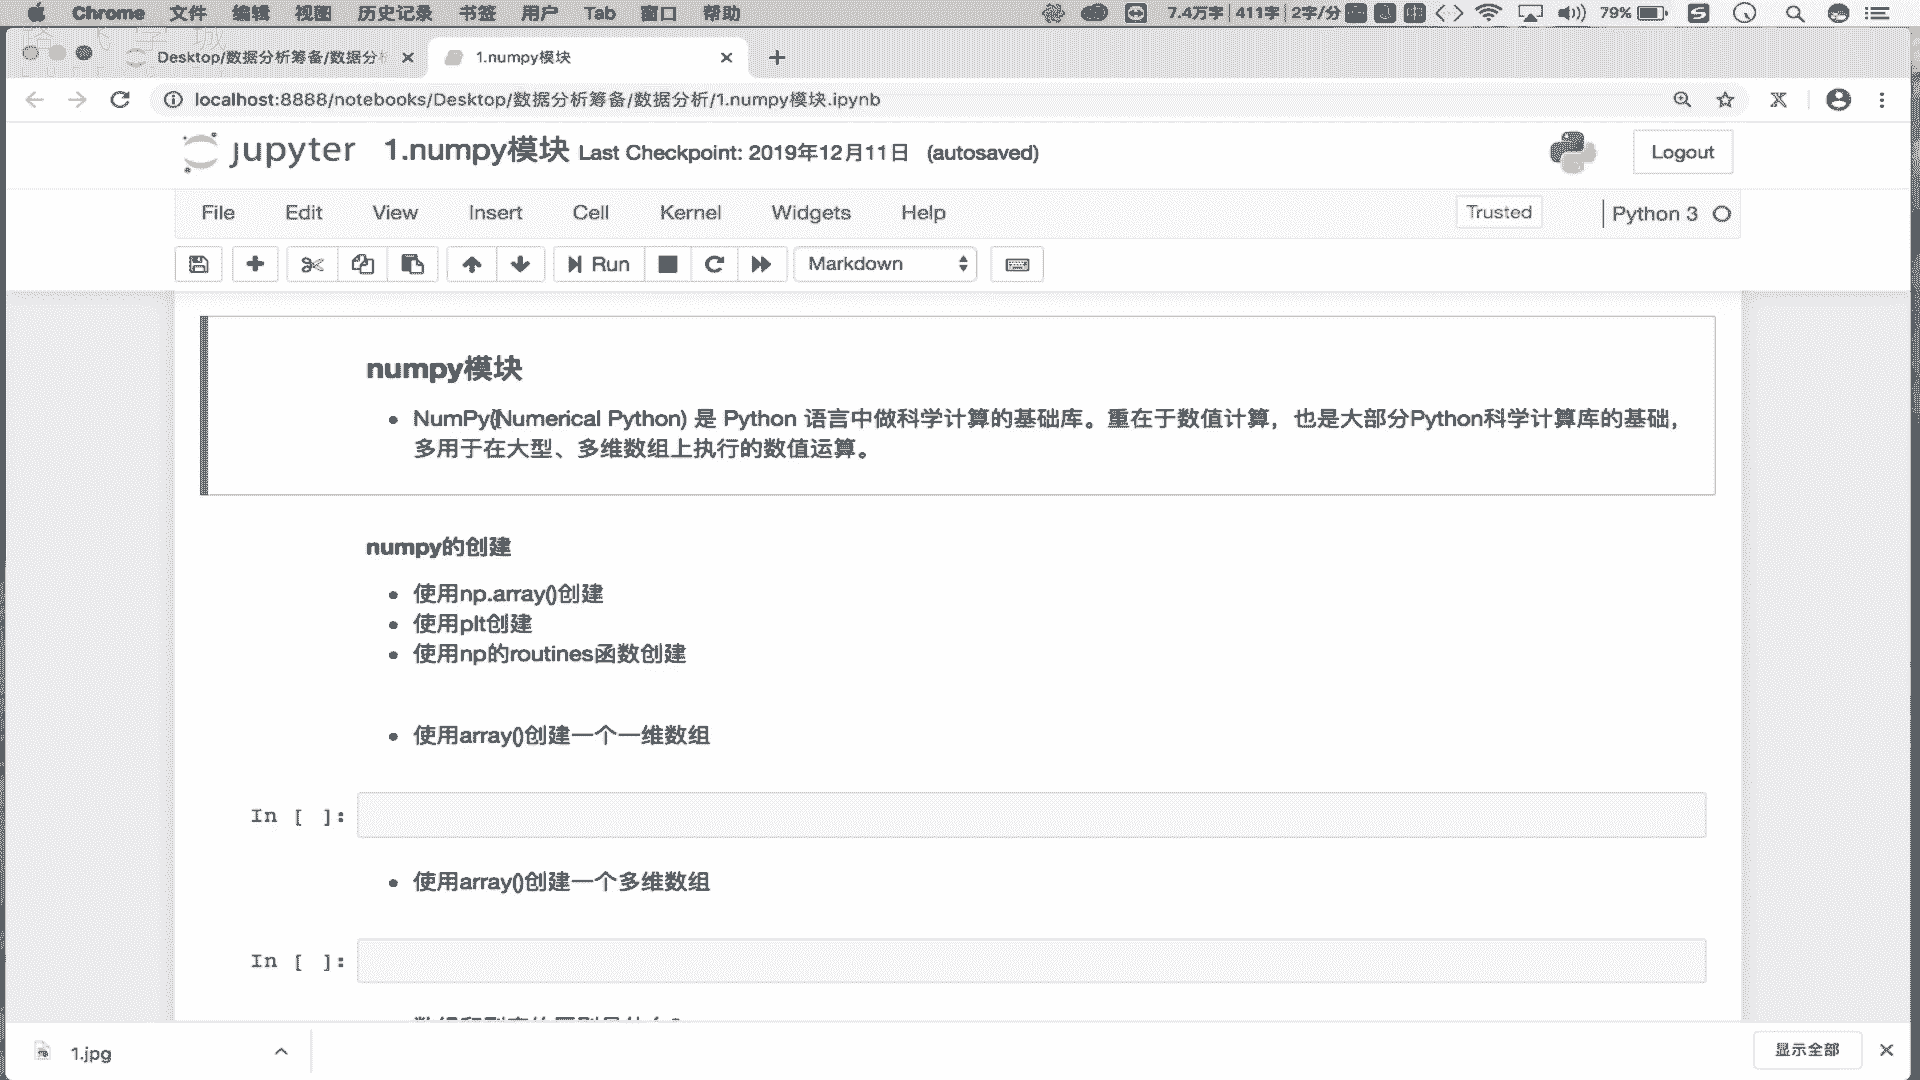 Chrome 文件 编辑 视图 历史记录 书签 用户 Tab 窗口 帮助 7.4万字 411字 2字/分 79%
Desktop/数据分析筹备/数据分析 1.numpy模块
localhost:8888/notebooks/Desktop/数据分析筹备/数据分析/1.numpy模块.ipynb
jupyter 1.numpy模块 Last Checkpoint: 2019年12月11日 (autosaved) Logout
File Edit View Insert Cell Kernel Widgets Help Trusted Python 3
Run Markdown
numpy模块
NumPy(Numerical Python) 是 Python 语言中做科学计算的基础库。重在于数值计算，也是大部分Python科学计算库的基础，
多用于在大型、多维数组上执行的数值运算。
numpy的创建
使用np.array()创建
使用plt创建
使用np的routines函数创建
使用array()创建一个一维数组
In [ ]:
使用array()创建一个多维数组
In [ ]:
1.jpg 显示全部